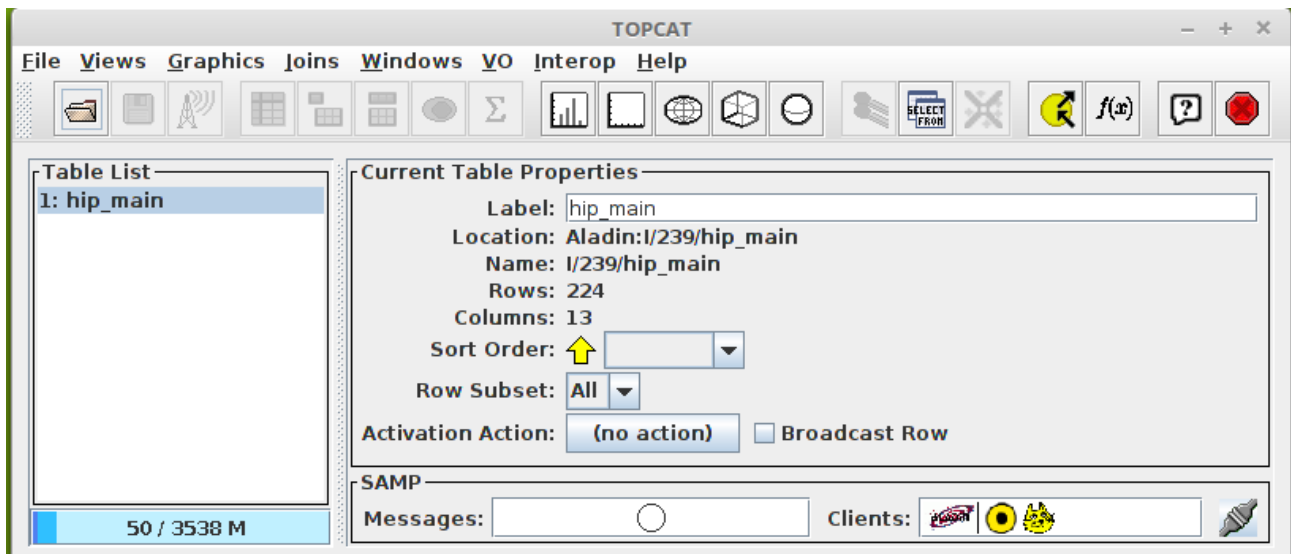 TOPCAT
File Views Graphics Joins Windows VO Interop Help
SELECT FROM f(x) ?
Table List
1: hip_main
50 / 3538 M
Current Table Properties
Label: hip_main
Location: Aladin:I/239/hip_main
Name: I/239/hip_main
Rows: 224
Columns: 13
Sort Order:
Row Subset: All
Activation Action: (no action) Broadcast Row
SAMP
Messages: Clients: